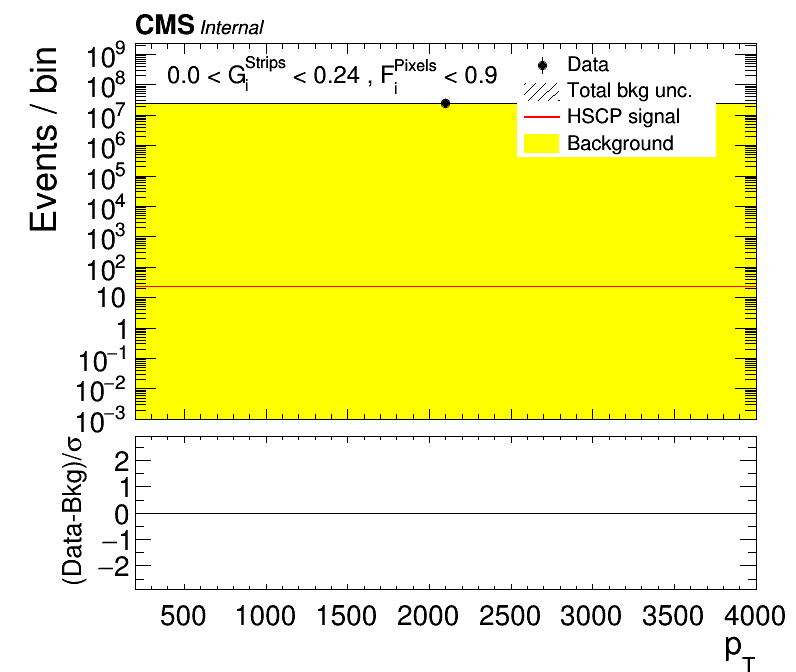 CMS Internal
Events / bin
0.0 < G_i^Strips < 0.24 , F_i^Pixels < 0.9
Data
Total bkg unc.
HSCP signal
Background
10^9
10^8
10^7
10^6
10^5
10^4
10^3
10^2
10
1
10^−1
10^−2
10^−3
(Data-Bkg)/σ
2
1
0
−1
−2
500 1000 1500 2000 2500 3000 3500 4000
p_T